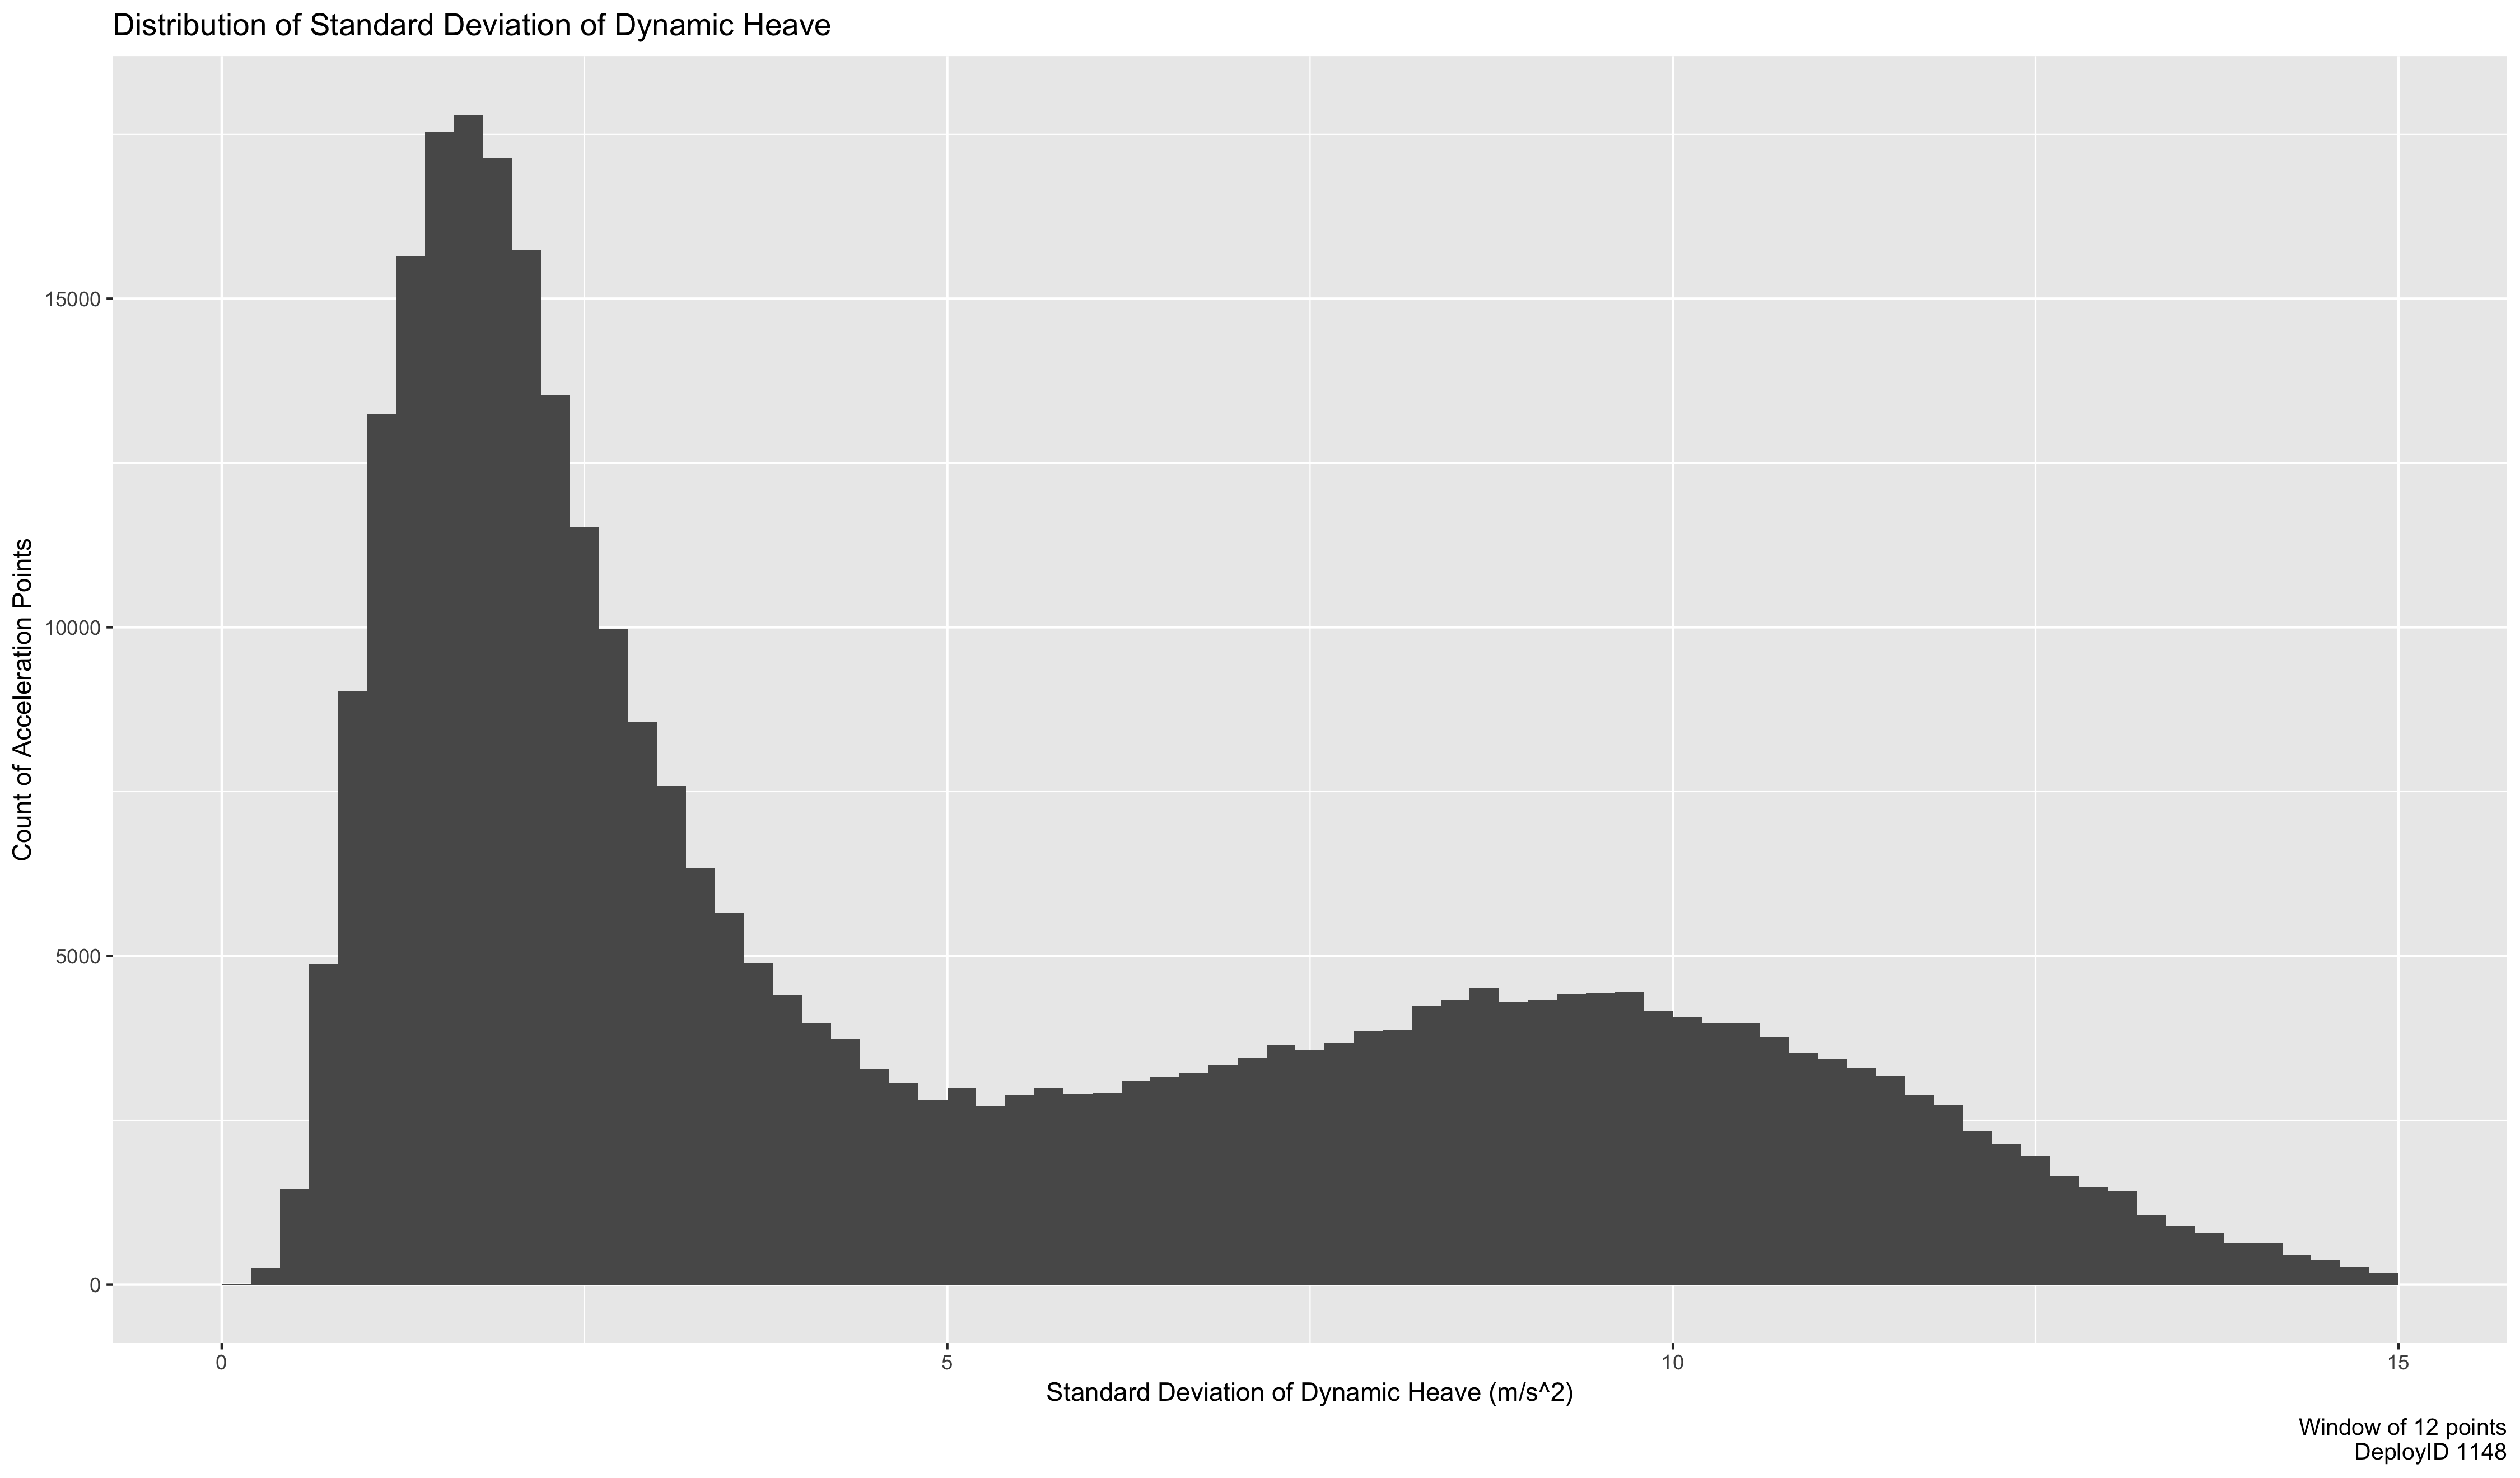 Distribution of Standard Deviation of Dynamic Heave
Count of Acceleration Points
15000
10000
5000
0
0
5
10
15
Standard Deviation of Dynamic Heave (m/s^2)
Window of 12 points
DeployID 1148